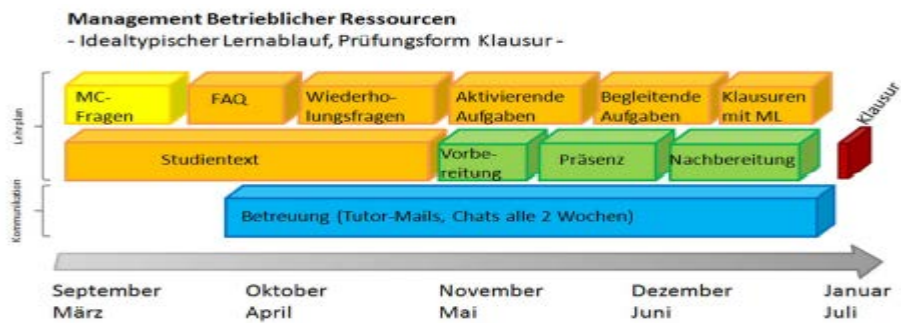 Management Betrieblicher Ressourcen
- Idealtypischer Lernablauf, Prüfungsform Klausur -
MC-
Fragen
FAQ
Wiederho-
lungsfragen
Aktivierende
Aufgaben
Begleitende
Aufgaben
Klausuren
mit ML
Klausur
Lehrplan
Studientext
Vorbe-
reitung
Präsenz
Nachbereitung
Kommunikation
Betreuung (Tutor-Mails, Chats alle 2 Wochen)
September Oktober November Dezember Januar
März April Mai Juni Juli